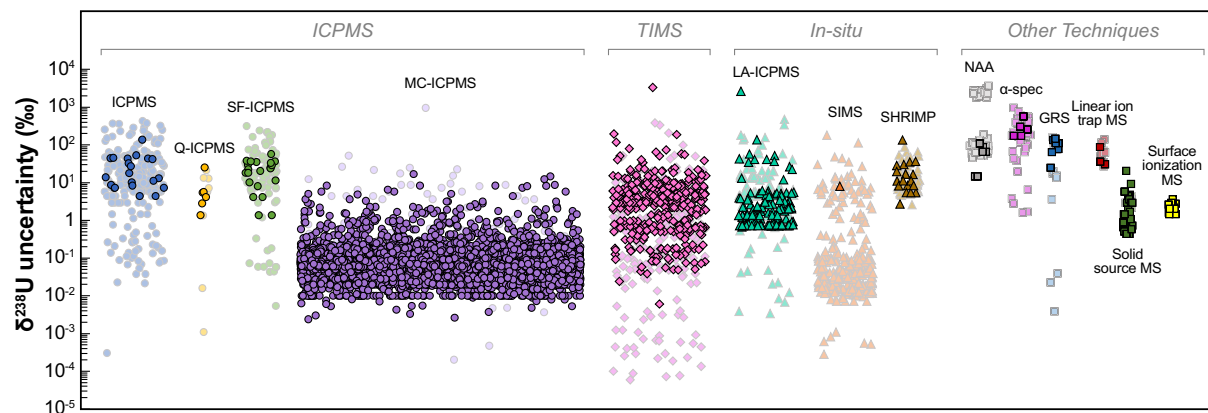 ICPMS
TIMS
In-situ
Other Techniques
δ²³⁸U uncertainty (‰)
10⁴
10³
10²
10
1
10⁻¹
10⁻²
10⁻³
10⁻⁴
10⁻⁵
ICPMS
Q-ICPMS
SF-ICPMS
MC-ICPMS
LA-ICPMS
SIMS
SHRIMP
NAA
α-spec
GRS
Linear ion
trap MS
Solid
source MS
Surface
ionization
MS